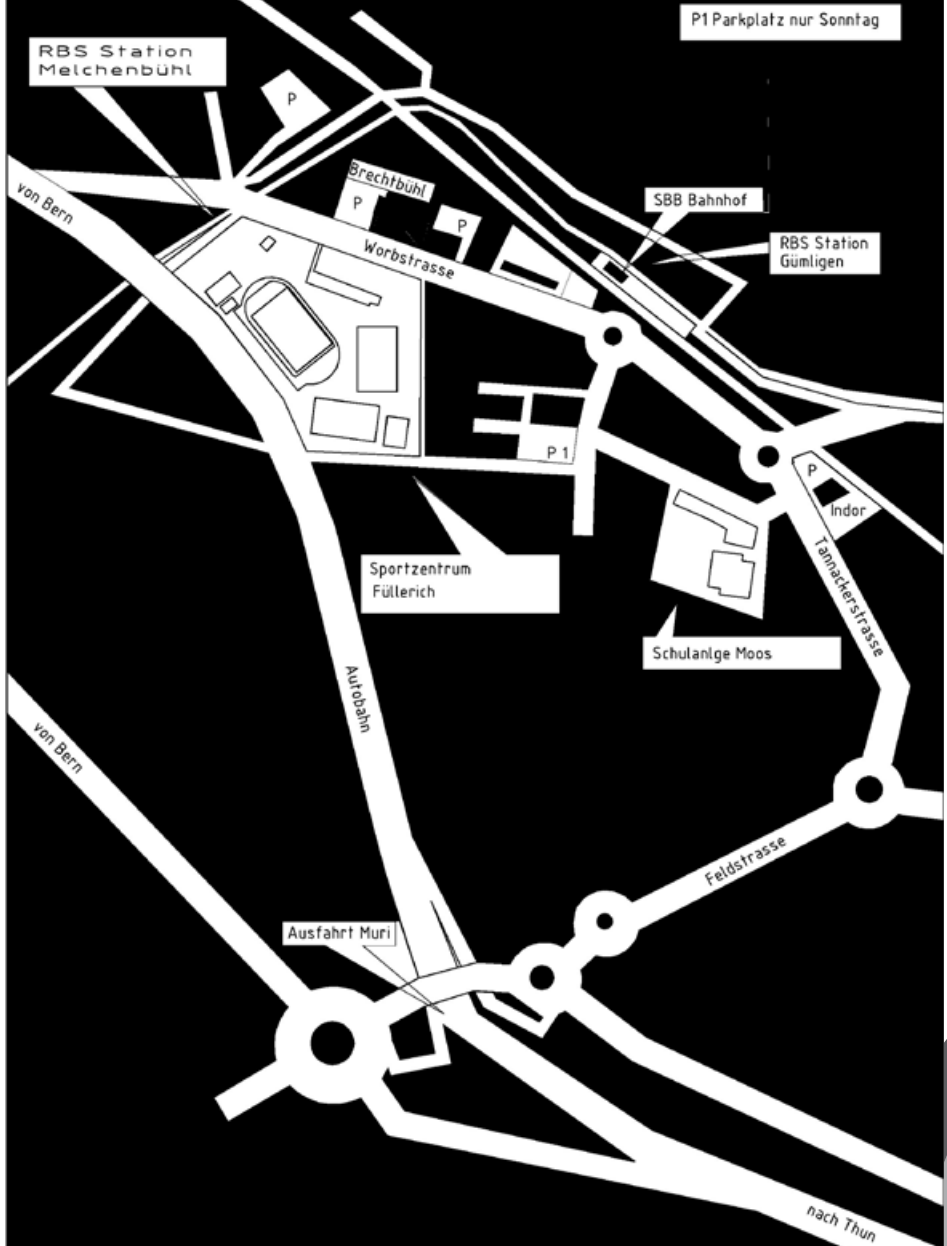 P1 Parkplatz nur Sonntag
RBS Station
Melchenbühl
P
Brechtbühl
P
P
von Bern
SBB Bahnhof
RBS Station
Gümligen
Worbstrasse
P 1
P
Indor
Sportzentrum
Füllerich
Tannackerstrasse
Schulanlge Moos
Autobahn
von Bern
Feldstrasse
Ausfahrt Muri
nach Thun